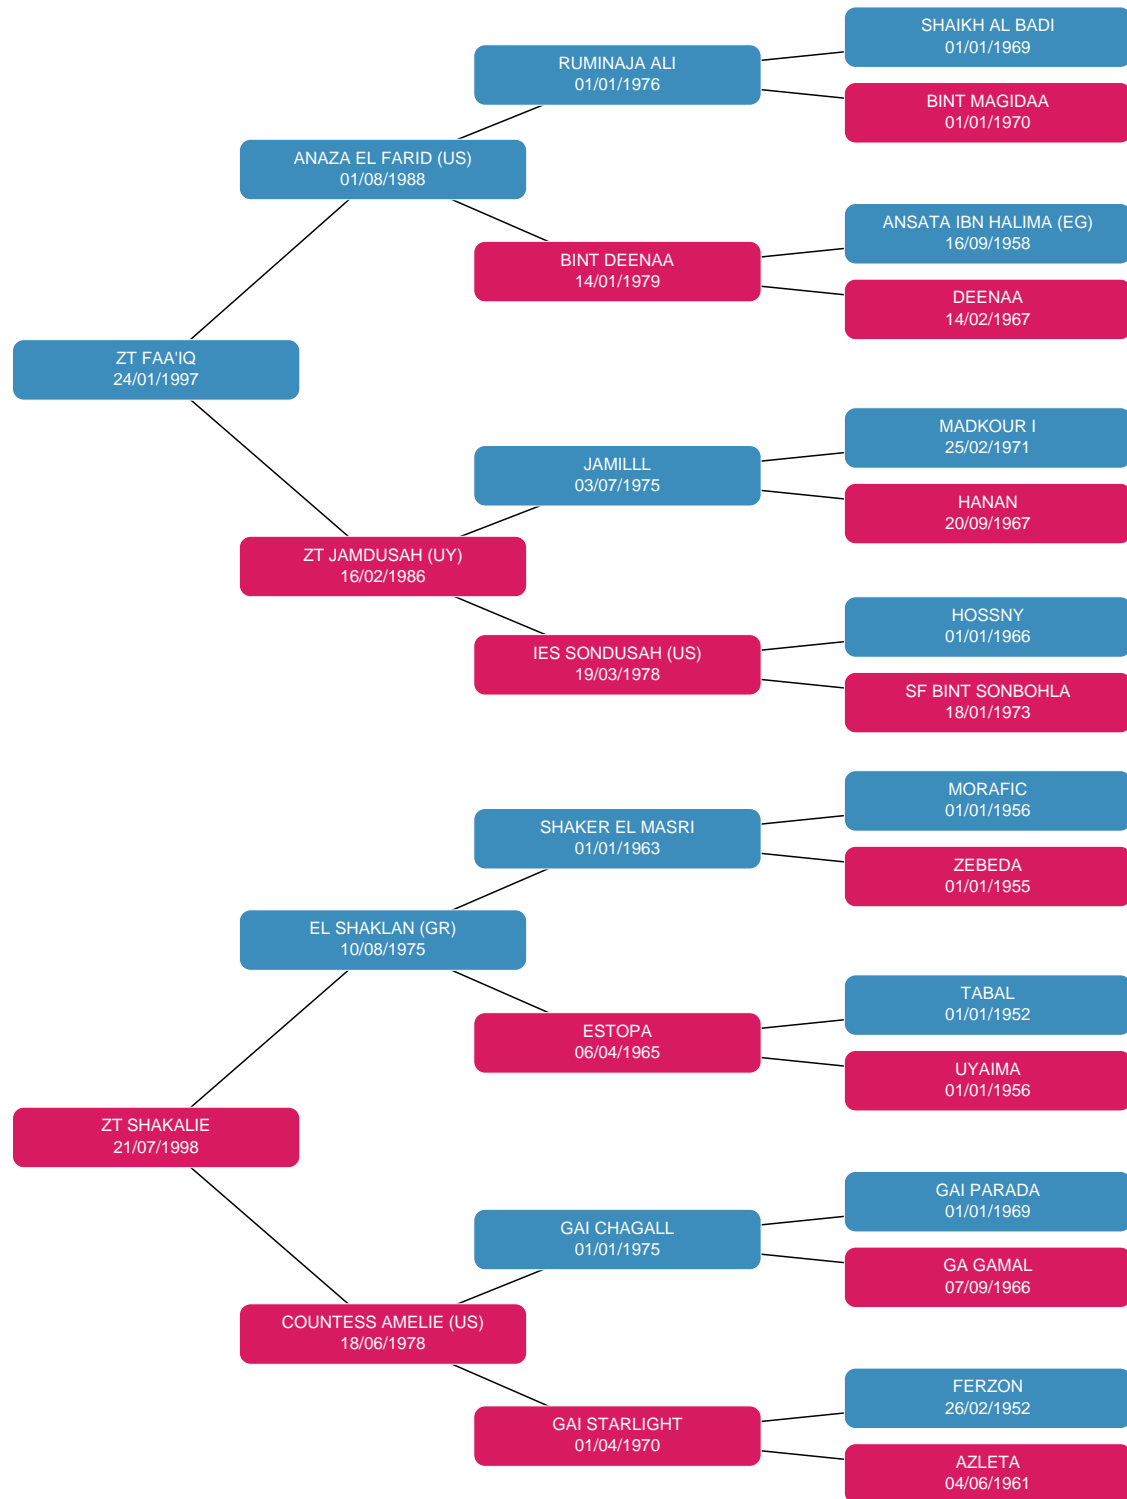 SHAIKH AL BADI
01/01/1969
RUMINAJA ALI
01/01/1976
BINT MAGIDAA
01/01/1970
ANAZA EL FARID (US)
01/08/1988
ANSATA IBN HALIMA (EG)
16/09/1958
BINT DEENAA
14/01/1979
DEENAA
14/02/1967
ZT FAA'IQ
24/01/1997
MADKOUR I
25/02/1971
JAMILLL
03/07/1975
HANAN
20/09/1967
ZT JAMDUSAH (UY)
16/02/1986
HOSSNY
01/01/1966
IES SONDUSAH (US)
19/03/1978
SF BINT SONBOHLA
18/01/1973
MORAFIC
01/01/1956
SHAKER EL MASRI
01/01/1963
ZEBEDA
01/01/1955
EL SHAKLAN (GR)
10/08/1975
TABAL
01/01/1952
ESTOPA
06/04/1965
UYAIMA
01/01/1956
ZT SHAKALIE
21/07/1998
GAI PARADA
01/01/1969
GAI CHAGALL
01/01/1975
GA GAMAL
07/09/1966
COUNTESS AMELIE (US)
18/06/1978
FERZON
26/02/1952
GAI STARLIGHT
01/04/1970
AZLETA
04/06/1961